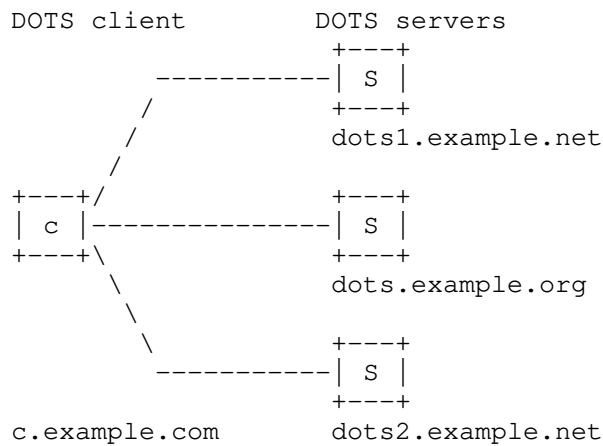 DOTS client        DOTS servers
                         +---+
            -----------| S |
           /             +---+
          /              dots1.example.net
         /
+---+/                +---+
| c |---------------| S |
+---+\                +---+
        \               dots.example.org
         \
          \             +---+
           -----------| S |
                        +---+
c.example.com       dots2.example.net